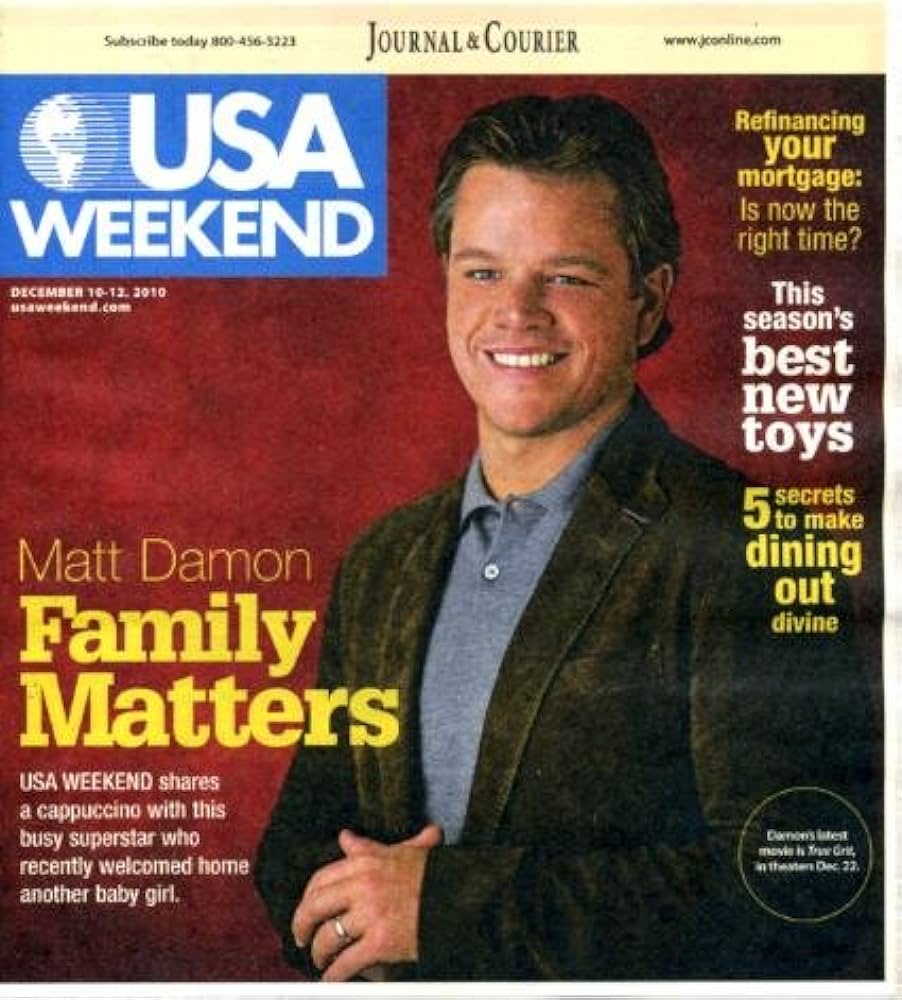 Subscribe today 800-456-5223
JOURNAL & COURIER
www.jconline.com
USA
WEEKEND
DECEMBER 10-12, 2010
usaweekend.com
Refinancing
your
mortgage:
Is now the
right time?
This
season's
best
new
toys
5 secrets
to make
dining
out
divine
Matt Damon
Family
Matters
USA WEEKEND shares
a cappuccino with this
busy superstar who
recently welcomed home
another baby girl.
Damon's latest
movie is True Grit,
in theaters Dec. 22.